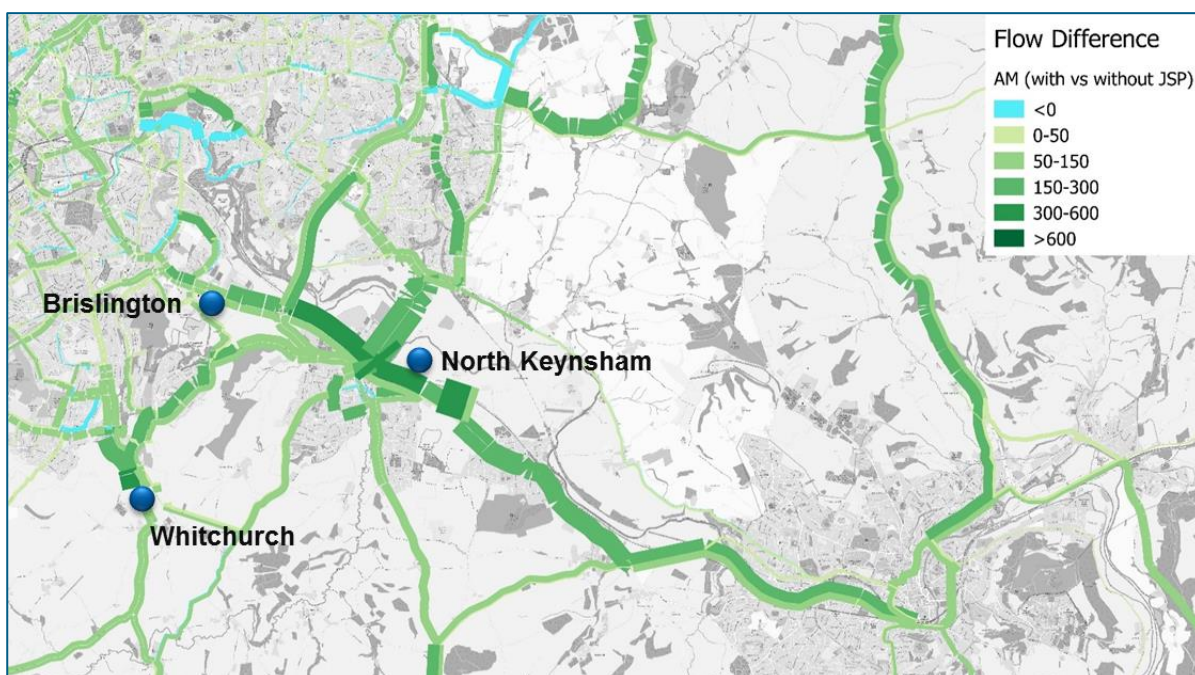 Flow Difference
AM (with vs without JSP)
<0
0-50
50-150
150-300
300-600
>600
Brislington
North Keynsham
Whitchurch